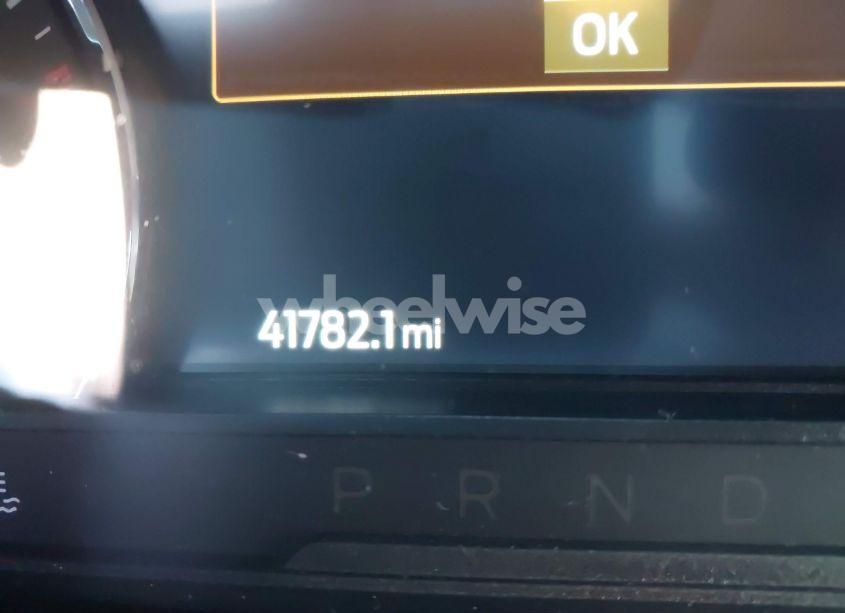 OK
wheelwise
41782.1 mi
P R N D